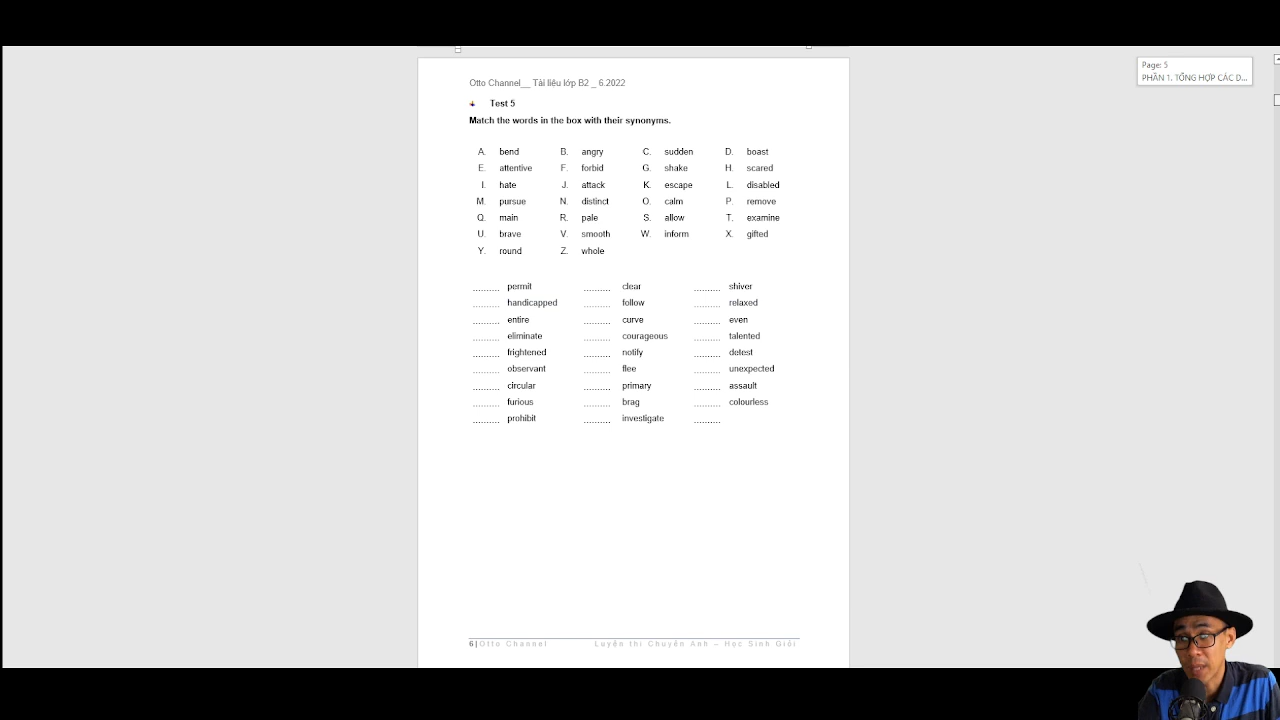 Page: 5
PHẦN 1. TỔNG HỢP CÁC D...
Otto Channel__ Tài liệu lớp B2 _ 6.2022
Test 5
Match the words in the box with their synonyms.
A. bend B. angry C. sudden D. boast
E. attentive F. forbid G. shake H. scared
I. hate J. attack K. escape L. disabled
M. pursue N. distinct O. calm P. remove
Q. main R. pale S. allow T. examine
U. brave V. smooth W. inform X. gifted
Y. round Z. whole
.......... permit .......... clear .......... shiver
.......... handicapped .......... follow .......... relaxed
.......... entire .......... curve .......... even
.......... eliminate .......... courageous .......... talented
.......... frightened .......... notify .......... detest
.......... observant .......... flee .......... unexpected
.......... circular .......... primary .......... assault
.......... furious .......... brag .......... colourless
.......... prohibit .......... investigate ..........
6|Otto Channel Luyện thi Chuyên Anh – Học Sinh Giỏi